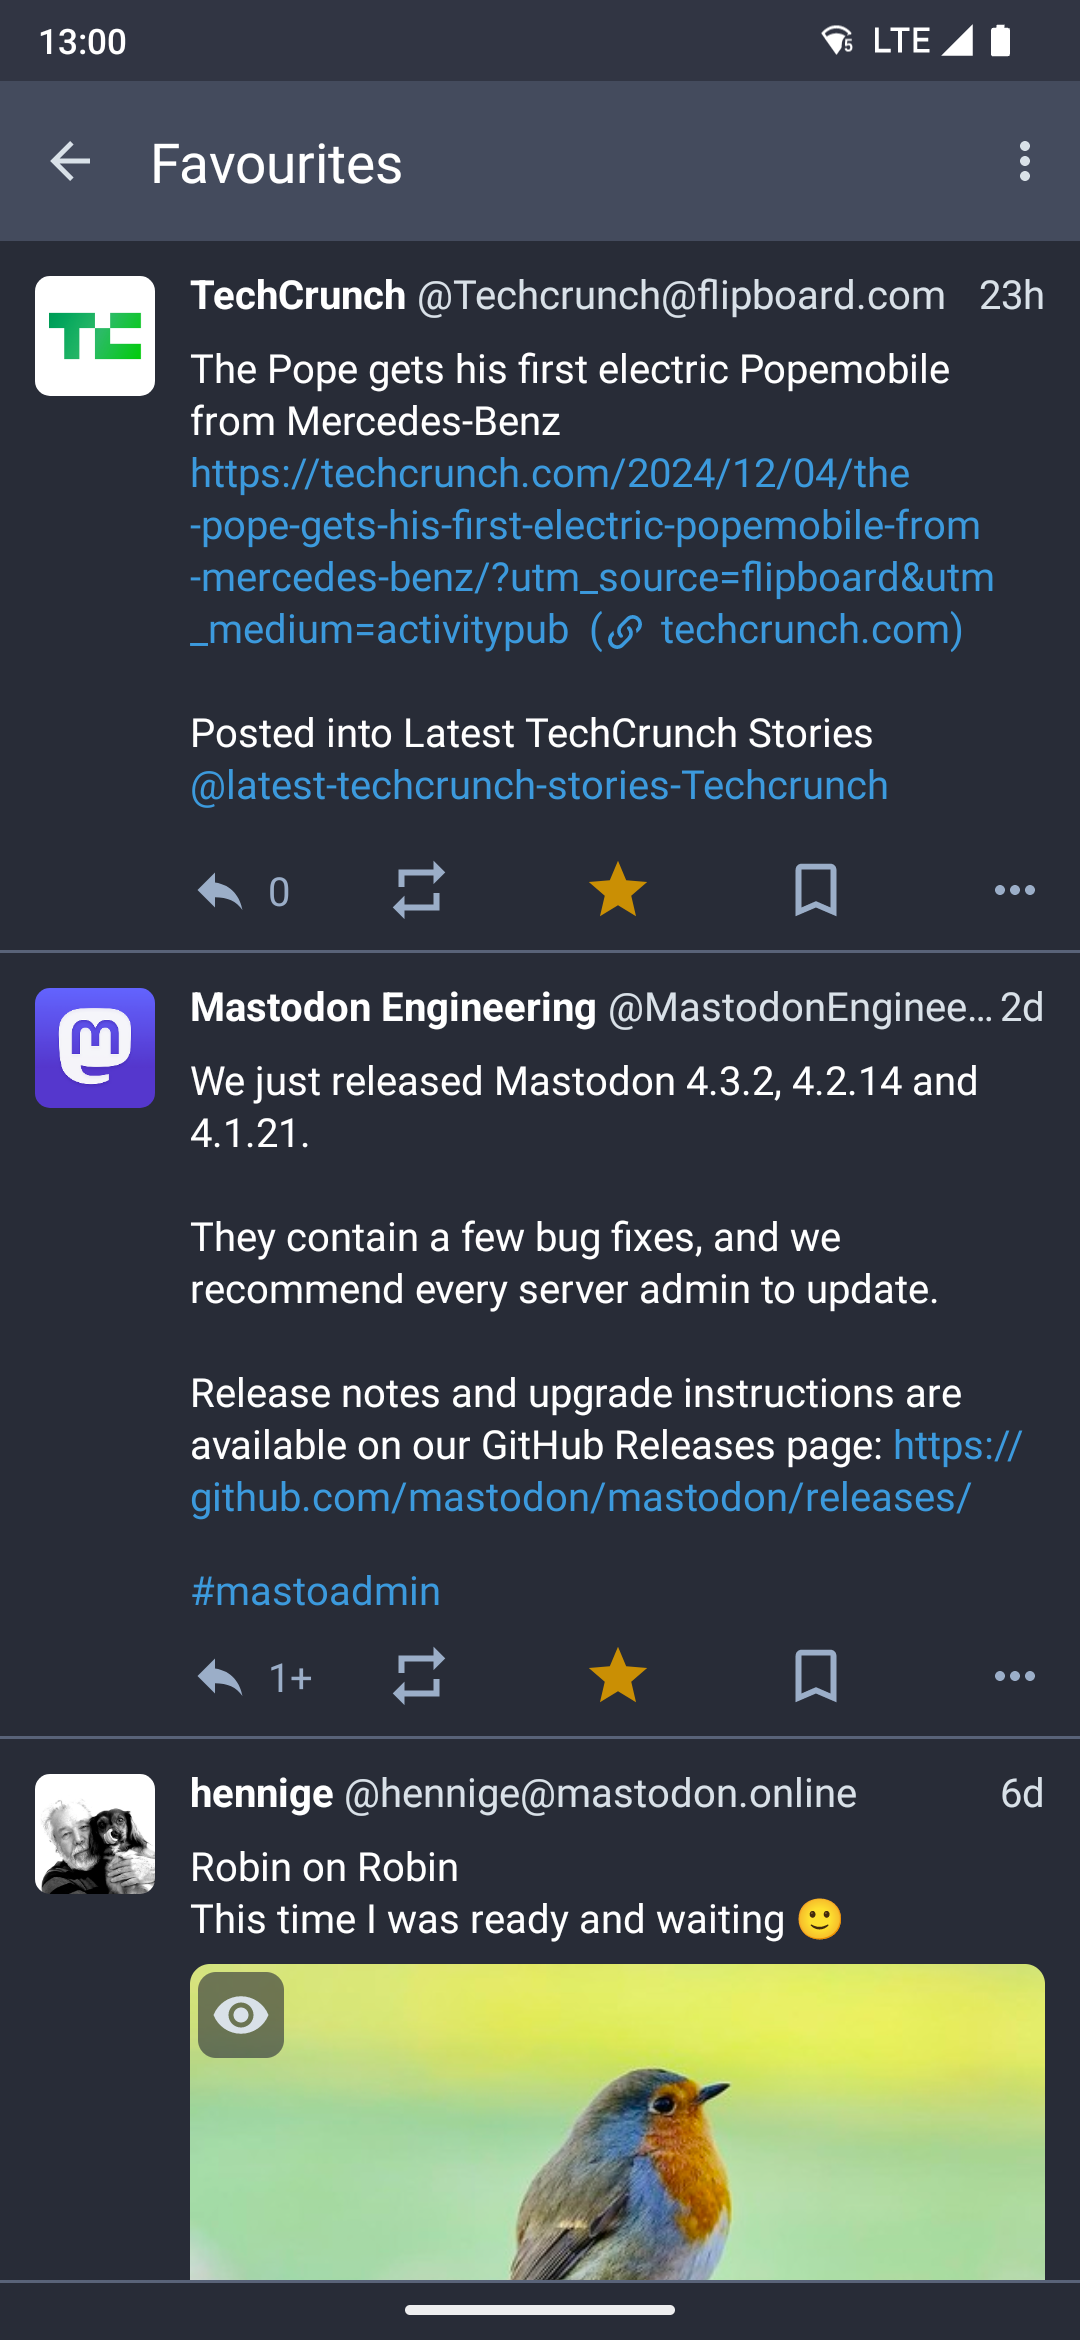 13:00
5 LTE
Favourites
TechCrunch @Techcrunch@flipboard.com 23h
TC
The Pope gets his first electric Popemobile
from Mercedes-Benz
https://techcrunch.com/2024/12/04/the
-pope-gets-his-first-electric-popemobile-from
-mercedes-benz/?utm_source=flipboard&utm
_medium=activitypub (🔗 techcrunch.com)
Posted into Latest TechCrunch Stories
@latest-techcrunch-stories-Techcrunch
0
Mastodon Engineering @MastodonEnginee... 2d
m
We just released Mastodon 4.3.2, 4.2.14 and
4.1.21.
They contain a few bug fixes, and we
recommend every server admin to update.
Release notes and upgrade instructions are
available on our GitHub Releases page: https://
github.com/mastodon/mastodon/releases/
#mastoadmin
1+
hennige @hennige@mastodon.online 6d
Robin on Robin
This time I was ready and waiting 🙂